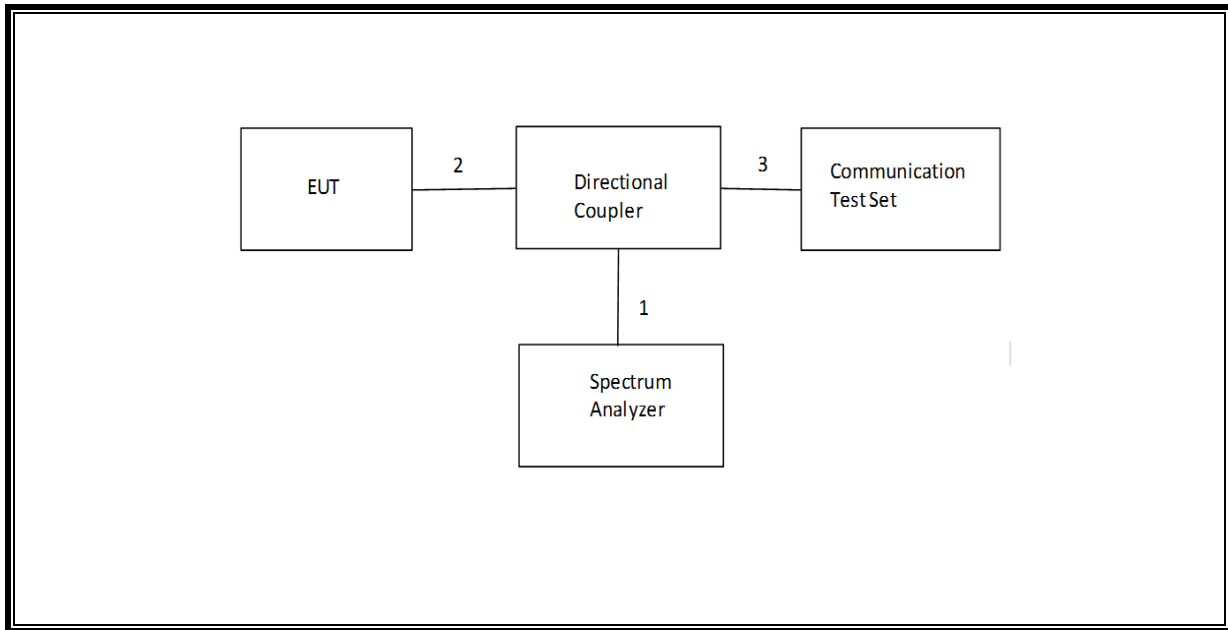 EUT
2
Directional
Coupler
3
Communication
Test Set
1
Spectrum
Analyzer